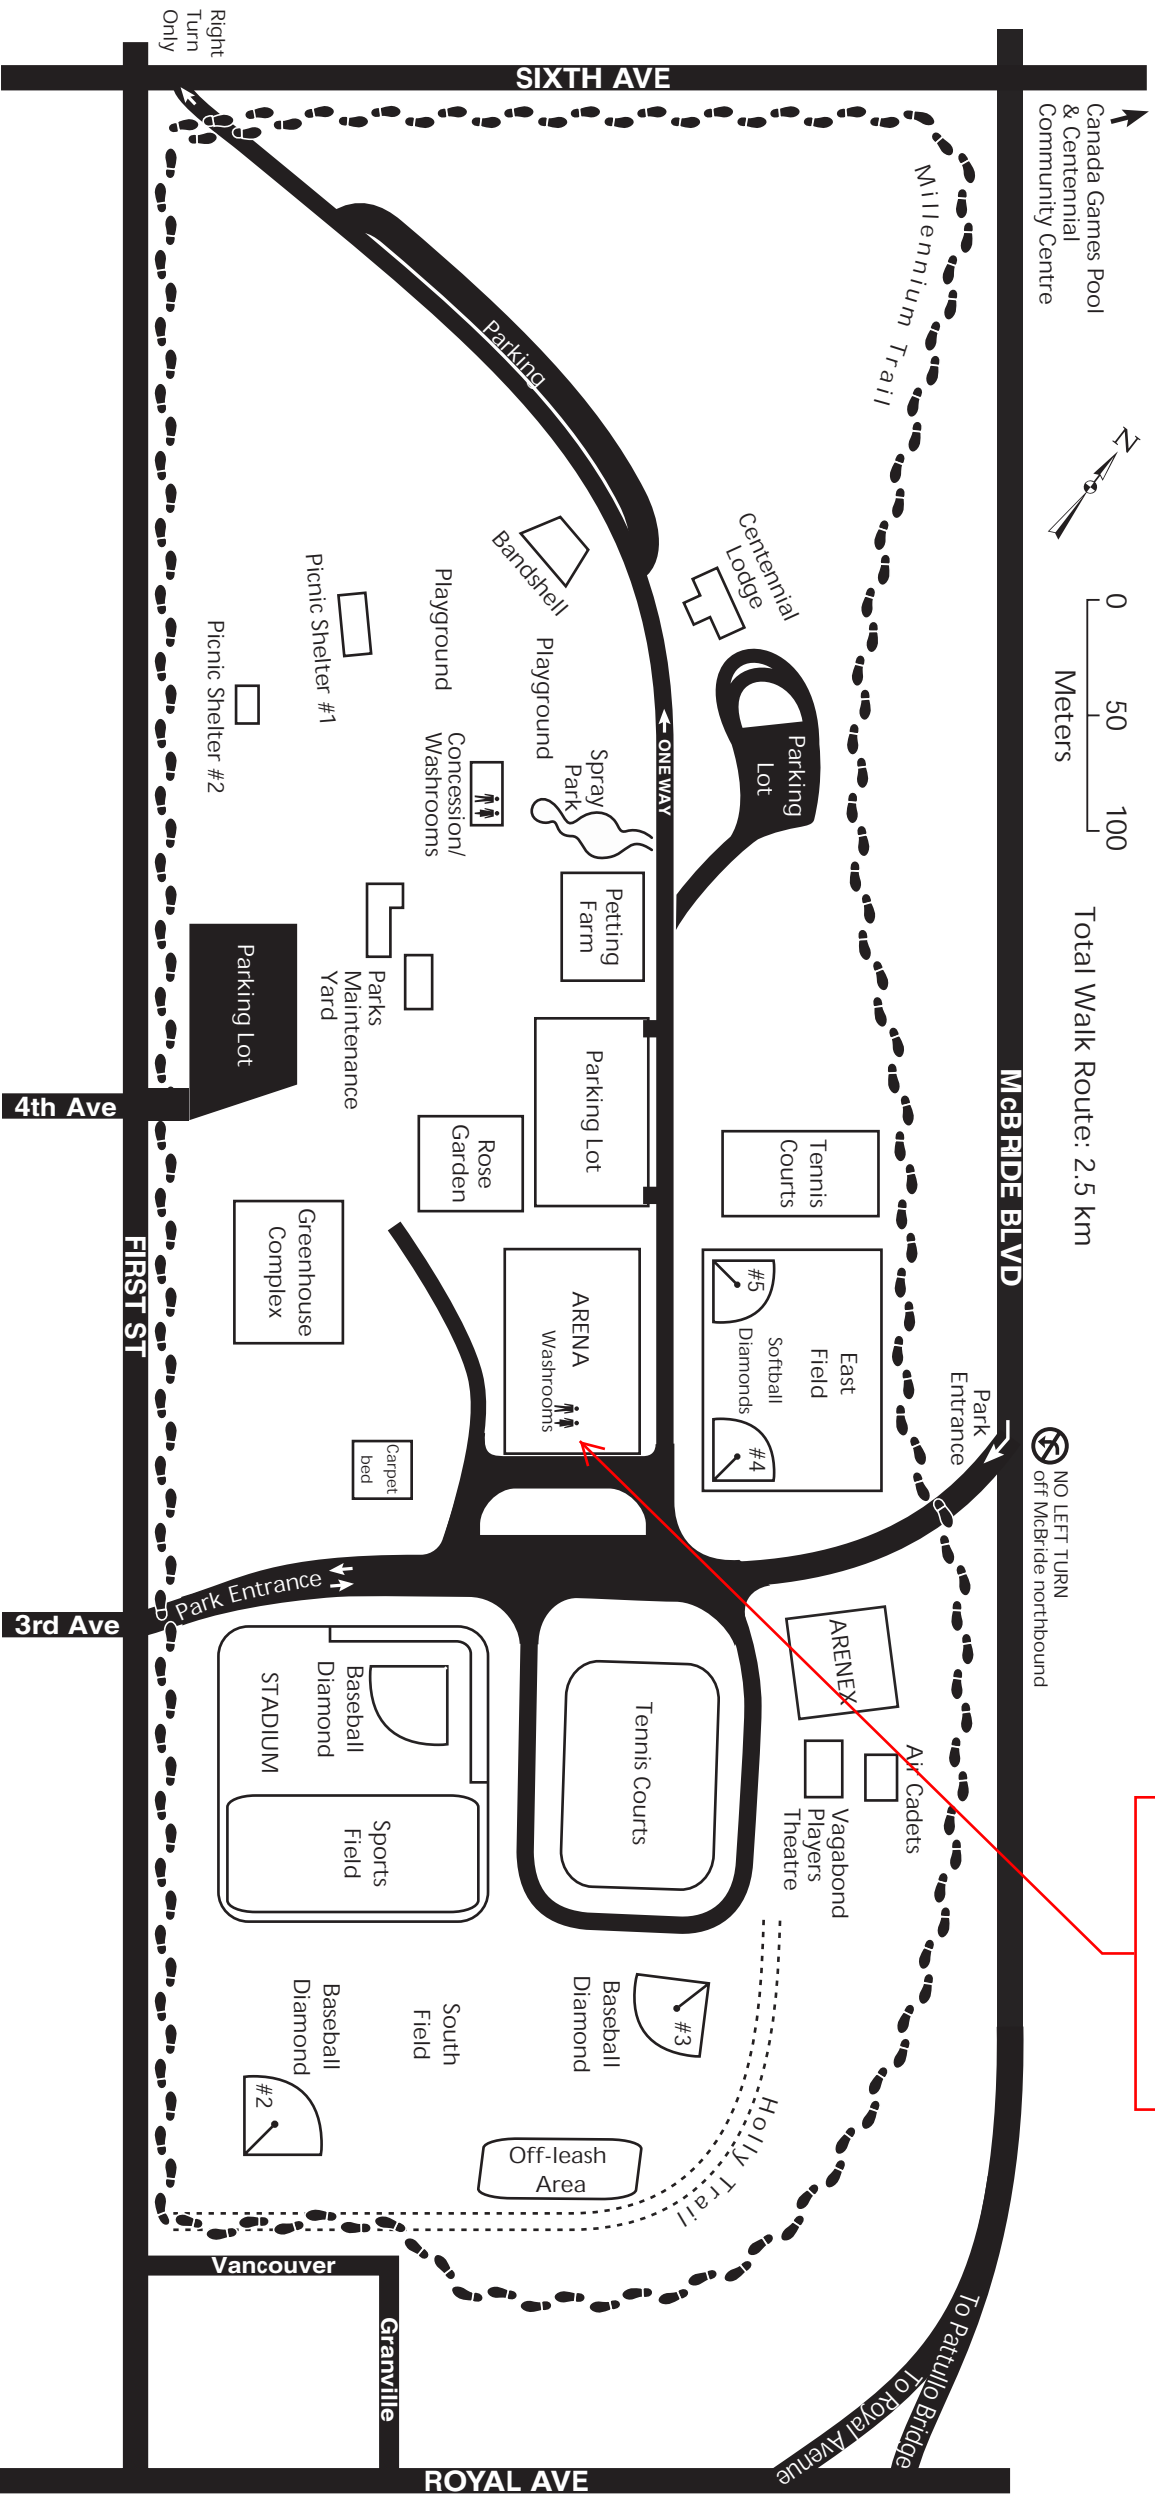 Right
Turn
Only
SIXTH AVE
Canada Games Pool
& Centennial
Community Centre
Millennium Trail
N
0
50
100
Meters
Total Walk Route: 2.5 km
Parking
Bandshell
Centennial
Lodge
Picnic Shelter #1
Picnic Shelter #2
Playground
Playground
Concession/
Washrooms
Spray
Park
ONE WAY
Parking
Lot
Petting
Farm
Parks
Maintenance
Yard
Parking Lot
Parking Lot
4th Ave
Rose
Garden
Tennis
Courts
McBRIDE BLVD
FIRST ST
Greenhouse
Complex
ARENA
Washrooms
East
Field
Softball
Diamonds
#5
#4
Park
Entrance
NO LEFT TURN
off McBride northbound
Carpet
bed
Park Entrance
3rd Ave
Baseball
Diamond
STADIUM
Sports
Field
Tennis Courts
ARENEX
Air Cadets
Vagabond
Players
Theatre
Baseball
Diamond
#2
South
Field
Baseball
Diamond
#3
Holly Trail
Off-leash
Area
Vancouver
Granville
To Pattullo Bridge
To Royal Avenue
ROYAL AVE